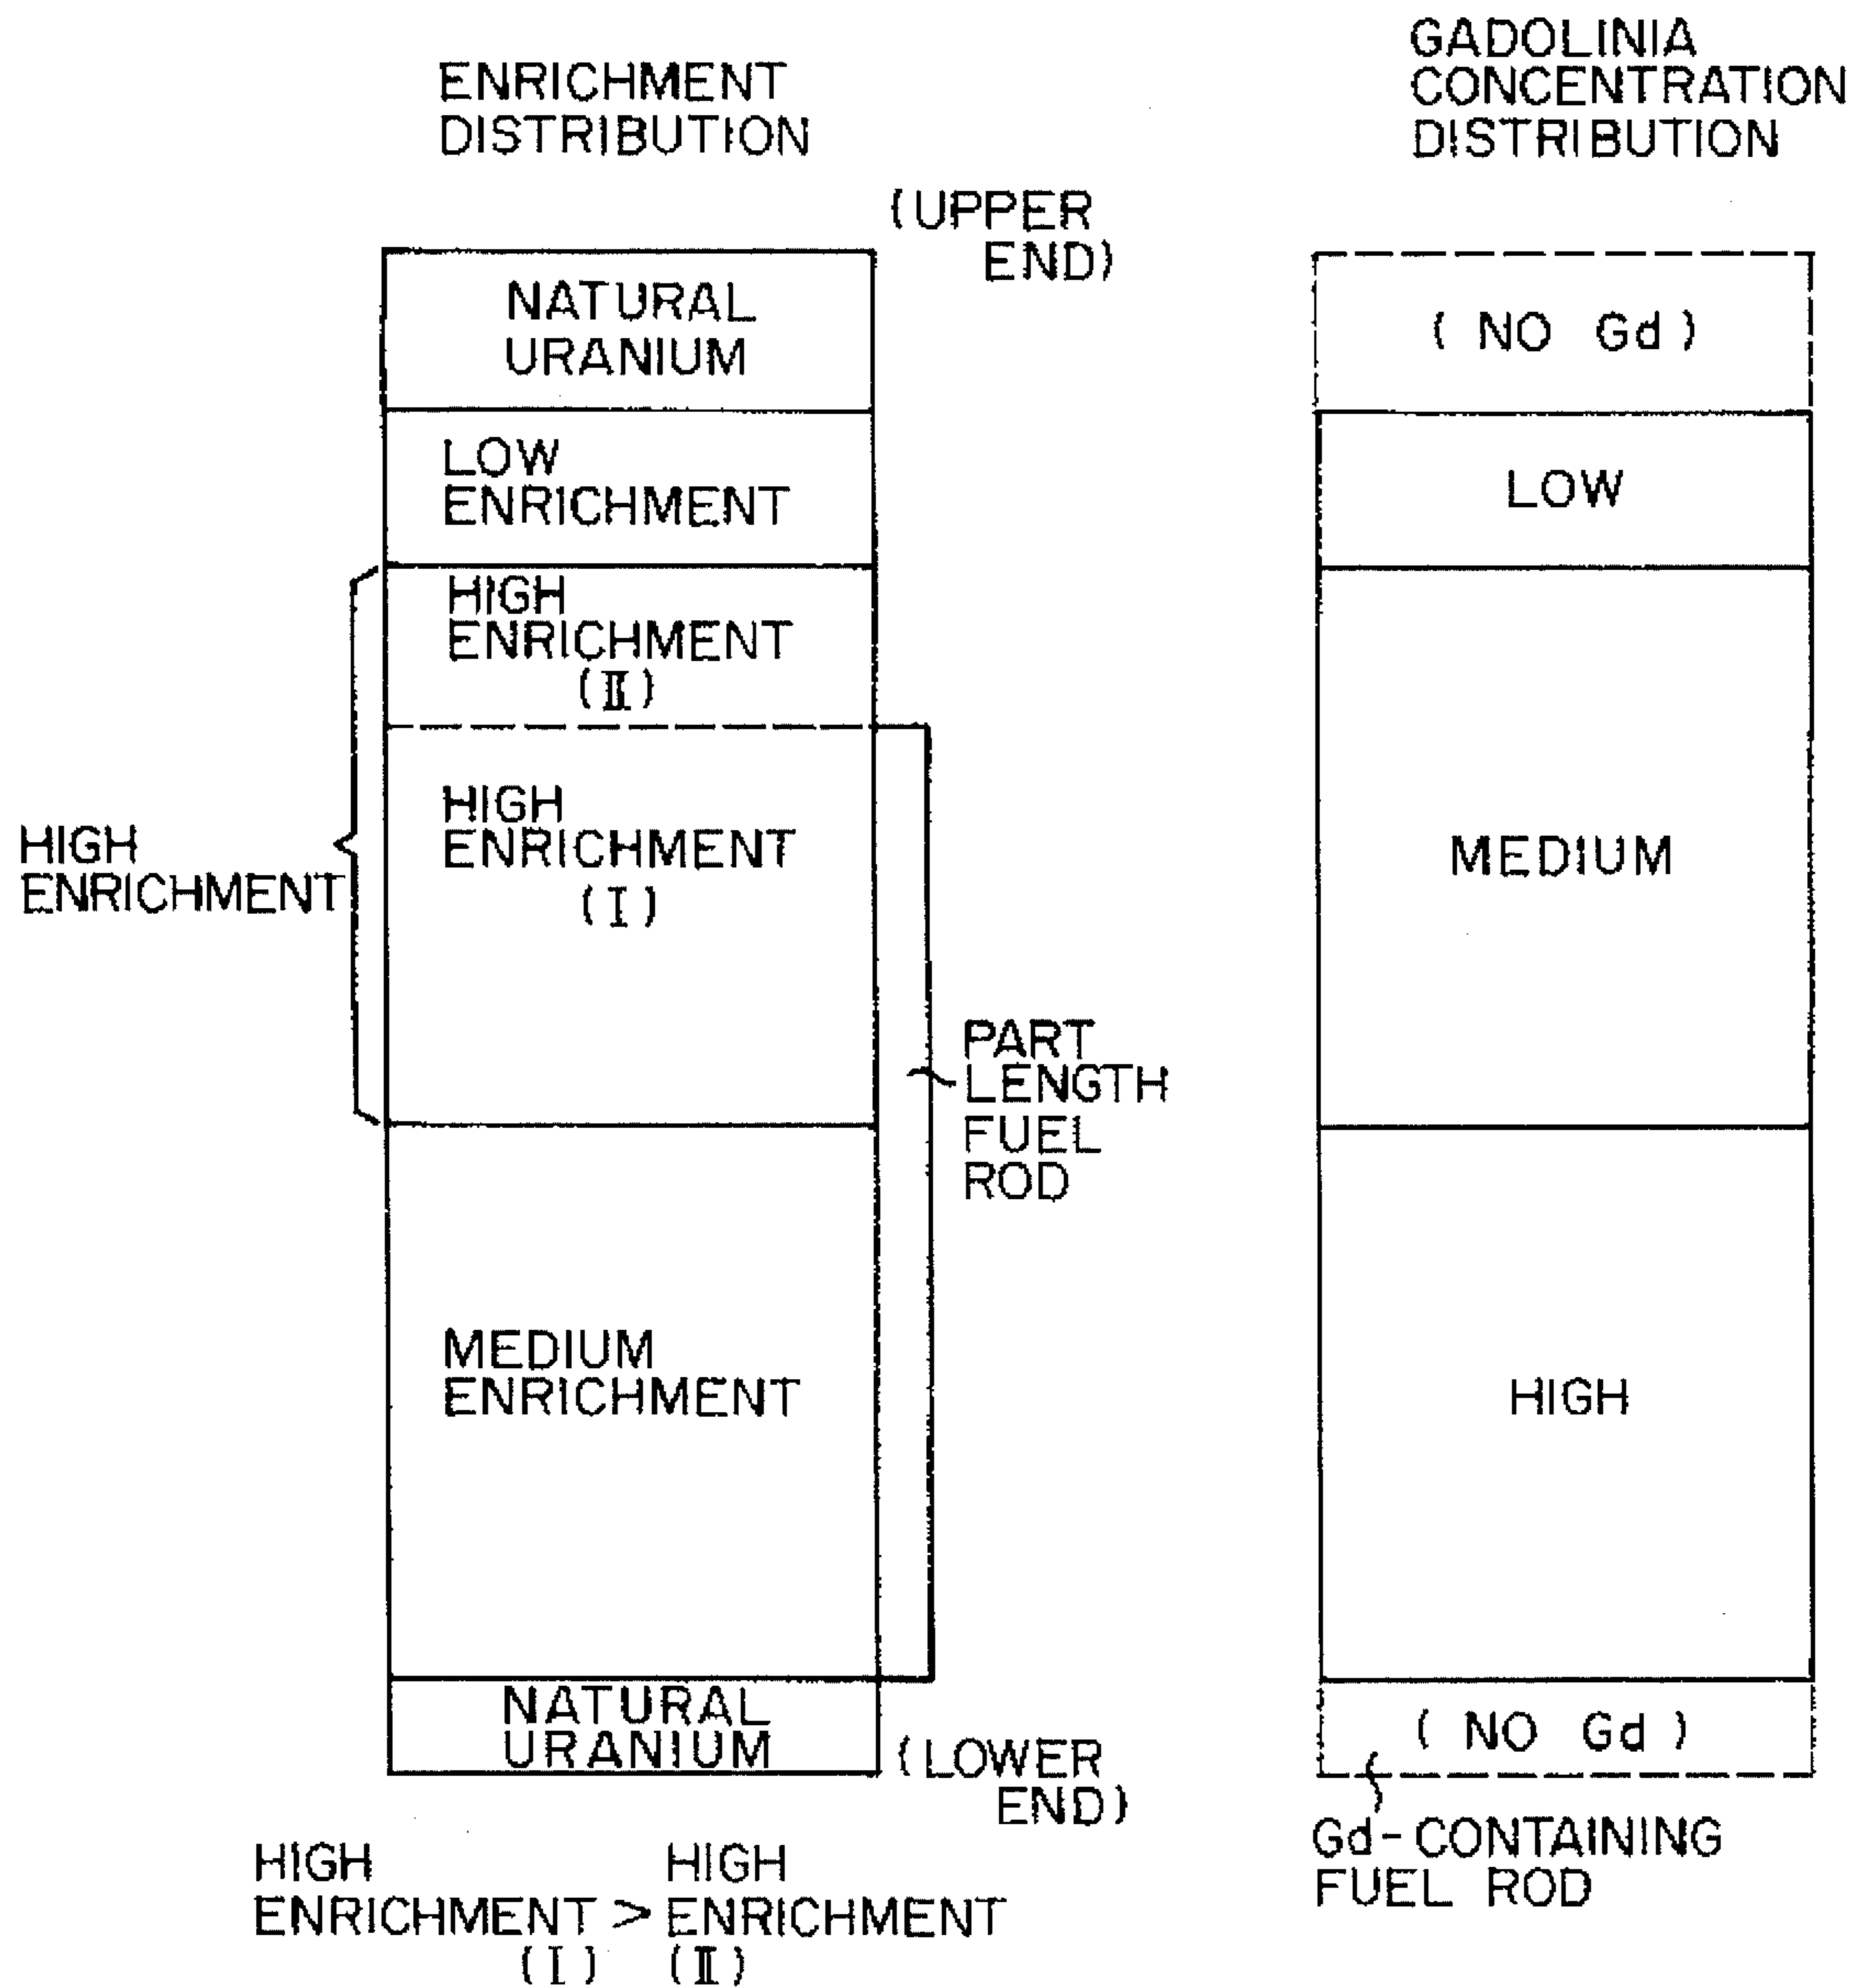 ENRICHMENT
DISTRIBUTION
GADOLINIA
CONCENTRATION
DISTRIBUTION
(UPPER
END)
NATURAL
URANIUM
LOW
ENRICHMENT
HIGH
ENRICHMENT
(II)
HIGH
ENRICHMENT
(I)
HIGH
ENRICHMENT
PART
LENGTH
FUEL
ROD
MEDIUM
ENRICHMENT
NATURAL
URANIUM
(LOWER
END)
HIGH HIGH
ENRICHMENT > ENRICHMENT
(I) (II)
(NO Gd)
LOW
MEDIUM
HIGH
(NO Gd)
Gd-CONTAINING
FUEL ROD